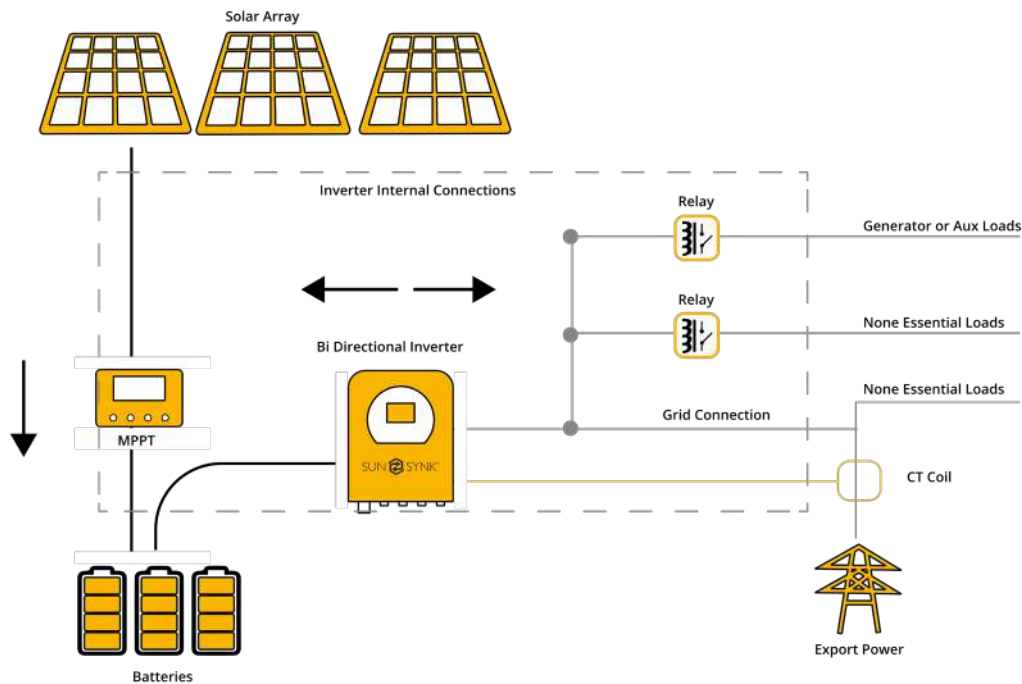 Solar Array
Inverter Internal Connections
Relay
Generator or Aux Loads
Relay
None Essential Loads
Bi Directional Inverter
None Essential Loads
Grid Connection
MPPT
SUN SYNK
CT Coil
Export Power
Batteries